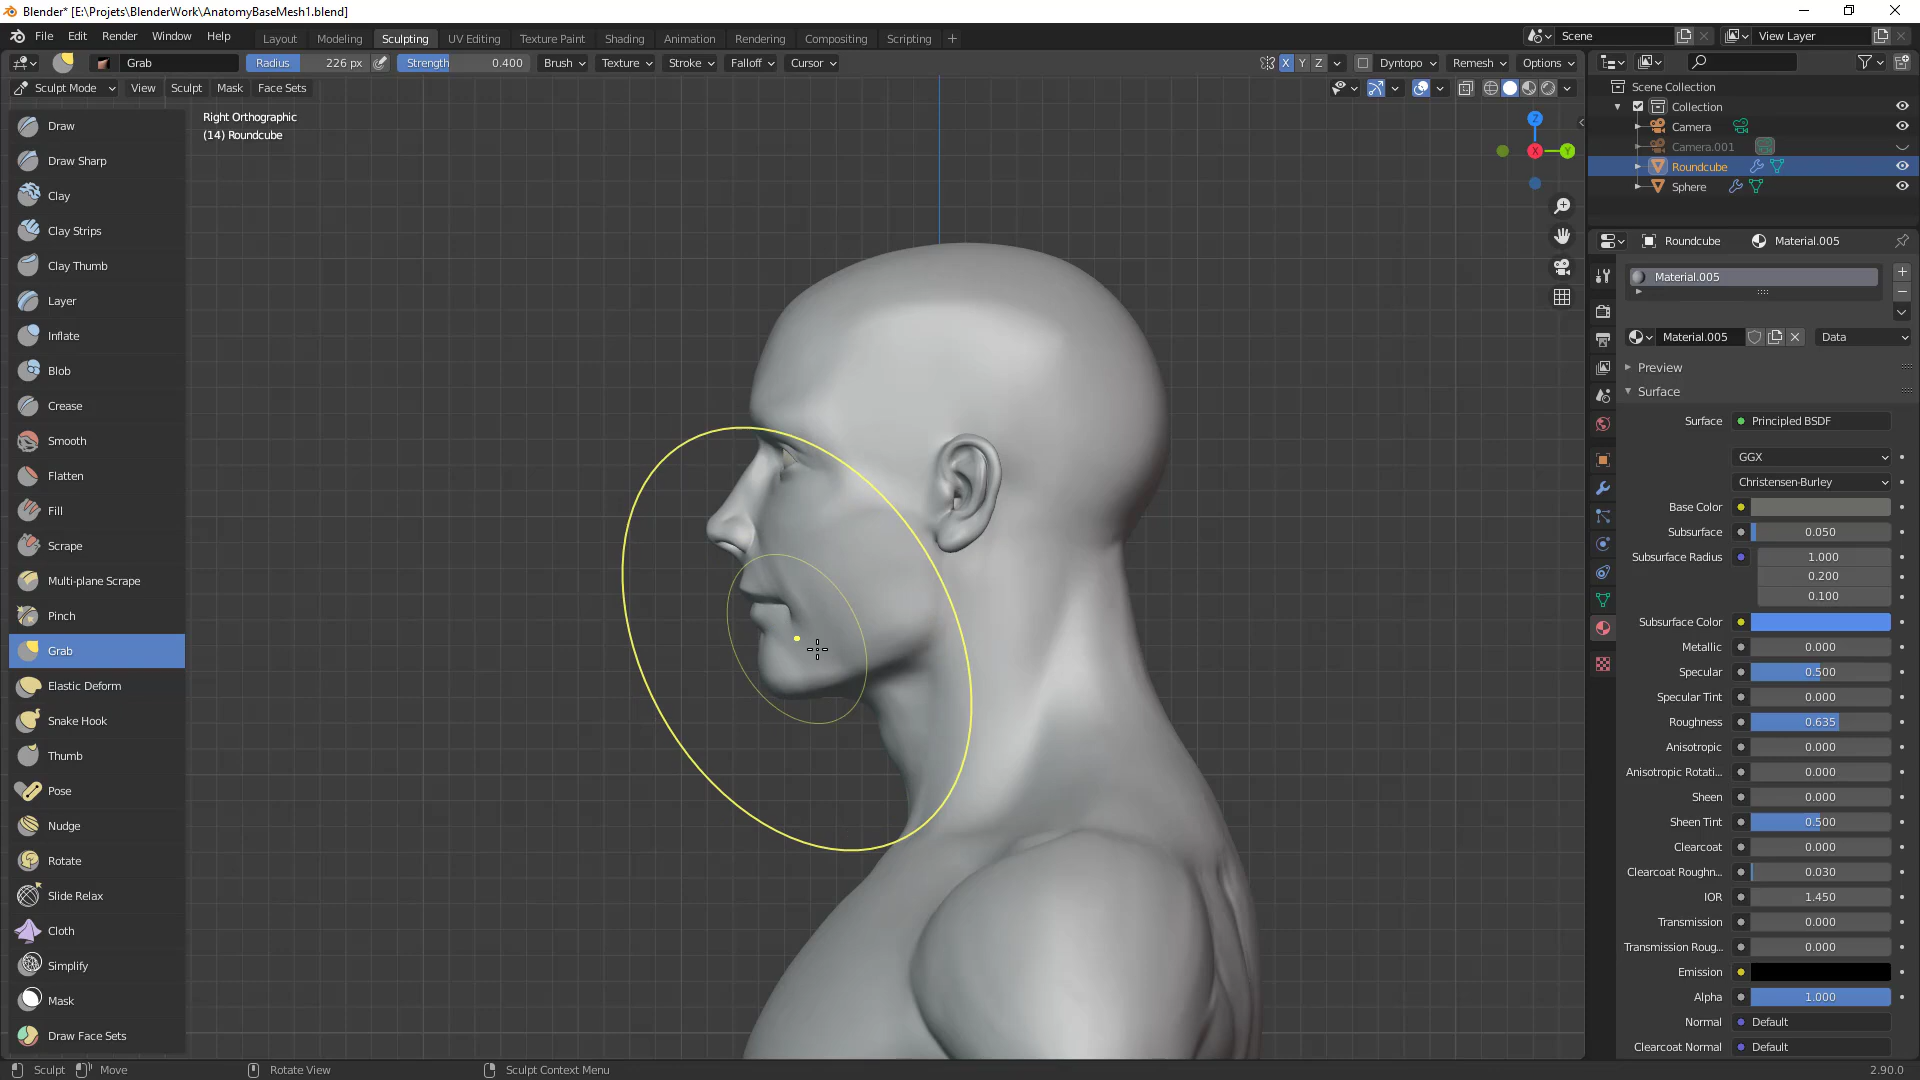 Blender* [E:\Projets\BlenderWork\AnatomyBaseMesh1.blend]
File Edit Render Window Help Layout Modeling Sculpting UV Editing Texture Paint Shading Animation Rendering Compositing Scripting + Scene View Layer
Grab Radius 226 px Strength 0.400 Brush Texture Stroke Falloff Cursor X Y Z Dyntopo Remesh Options
Sculpt Mode View Sculpt Mask Face Sets
Right Orthographic
(14) Roundcube
Z
X
Y
Draw
Draw Sharp
Clay
Clay Strips
Clay Thumb
Layer
Inflate
Blob
Crease
Smooth
Flatten
Fill
Scrape
Multi-plane Scrape
Pinch
Grab
Elastic Deform
Snake Hook
Thumb
Pose
Nudge
Rotate
Slide Relax
Cloth
Simplify
Mask
Draw Face Sets
Scene Collection
Collection
Camera
Camera.001
Roundcube
Sphere
Roundcube Material.005
Material.005
Material.005 Data
Preview
Surface
Surface Principled BSDF
GGX
Christensen-Burley
Base Color
Subsurface 0.050
Subsurface Radius 1.000
0.200
0.100
Subsurface Color
Metallic 0.000
Specular 0.500
Specular Tint 0.000
Roughness 0.635
Anisotropic 0.000
Anisotropic Rotati... 0.000
Sheen 0.000
Sheen Tint 0.500
Clearcoat 0.000
Clearcoat Roughn... 0.030
IOR 1.450
Transmission 0.000
Transmission Roug... 0.000
Emission
Alpha 1.000
Normal Default
Clearcoat Normal Default
Sculpt Move Rotate View Sculpt Context Menu 2.90.0